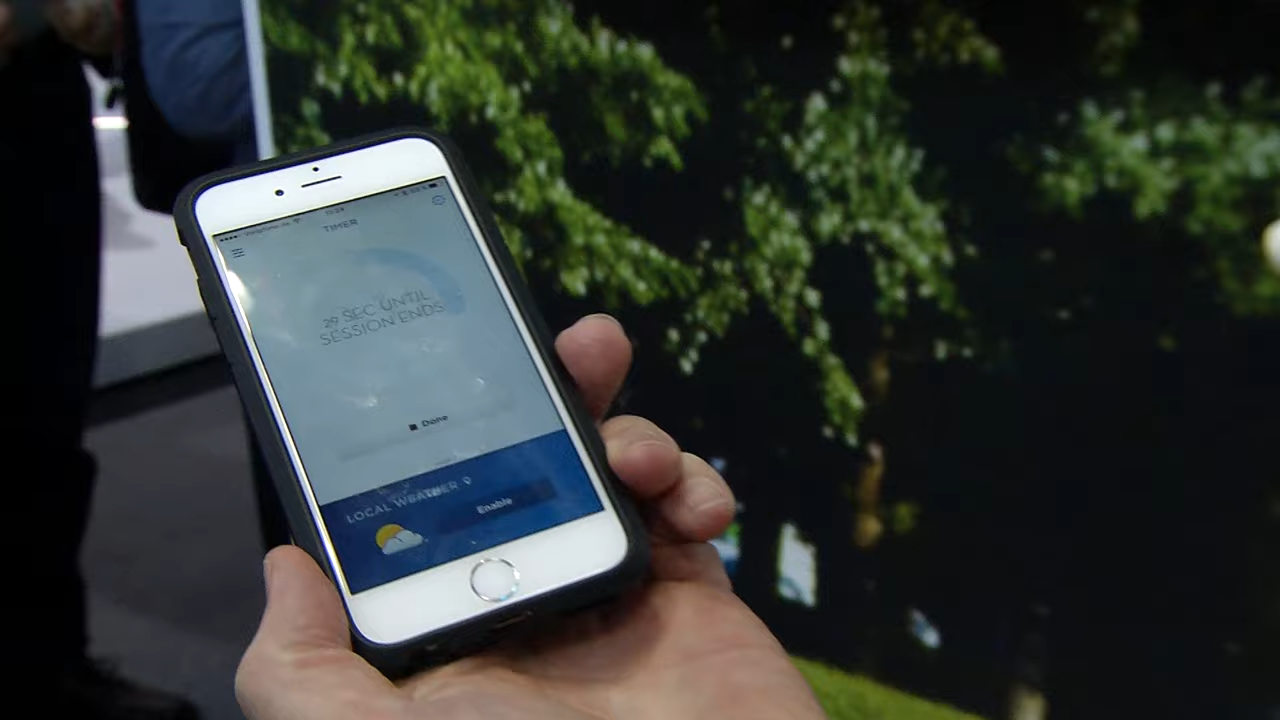 TIMER
29 SEC UNTIL
SESSION ENDS
Done
LOCAL WEATHER
Enable